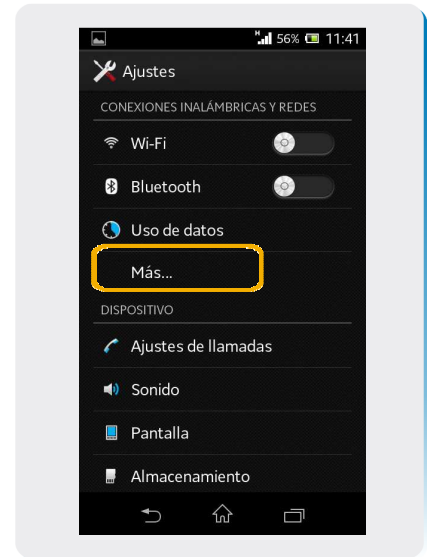 H 56% 11:41
Ajustes
CONEXIONES INALÁMBRICAS Y REDES
Wi-Fi
Bluetooth
Uso de datos
Más...
DISPOSITIVO
Ajustes de llamadas
Sonido
Pantalla
Almacenamiento